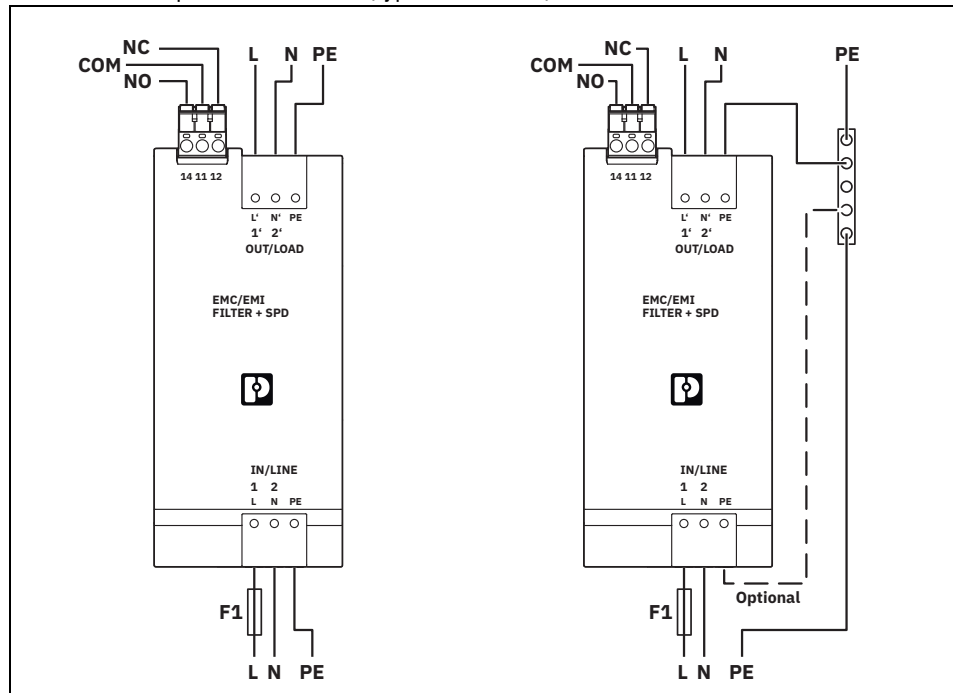 NC
COM
NO
L N PE
14 11 12
L‘ N‘ PE
1‘ 2‘
OUT/LOAD
EMC/EMI
FILTER + SPD
IN/LINE
1 2
L N PE
F1
L N PE
NC
COM
NO
L N PE
14 11 12
L‘ N‘ PE
1‘ 2‘
OUT/LOAD
EMC/EMI
FILTER + SPD
IN/LINE
1 2
L N PE
Optional
F1
L N PE